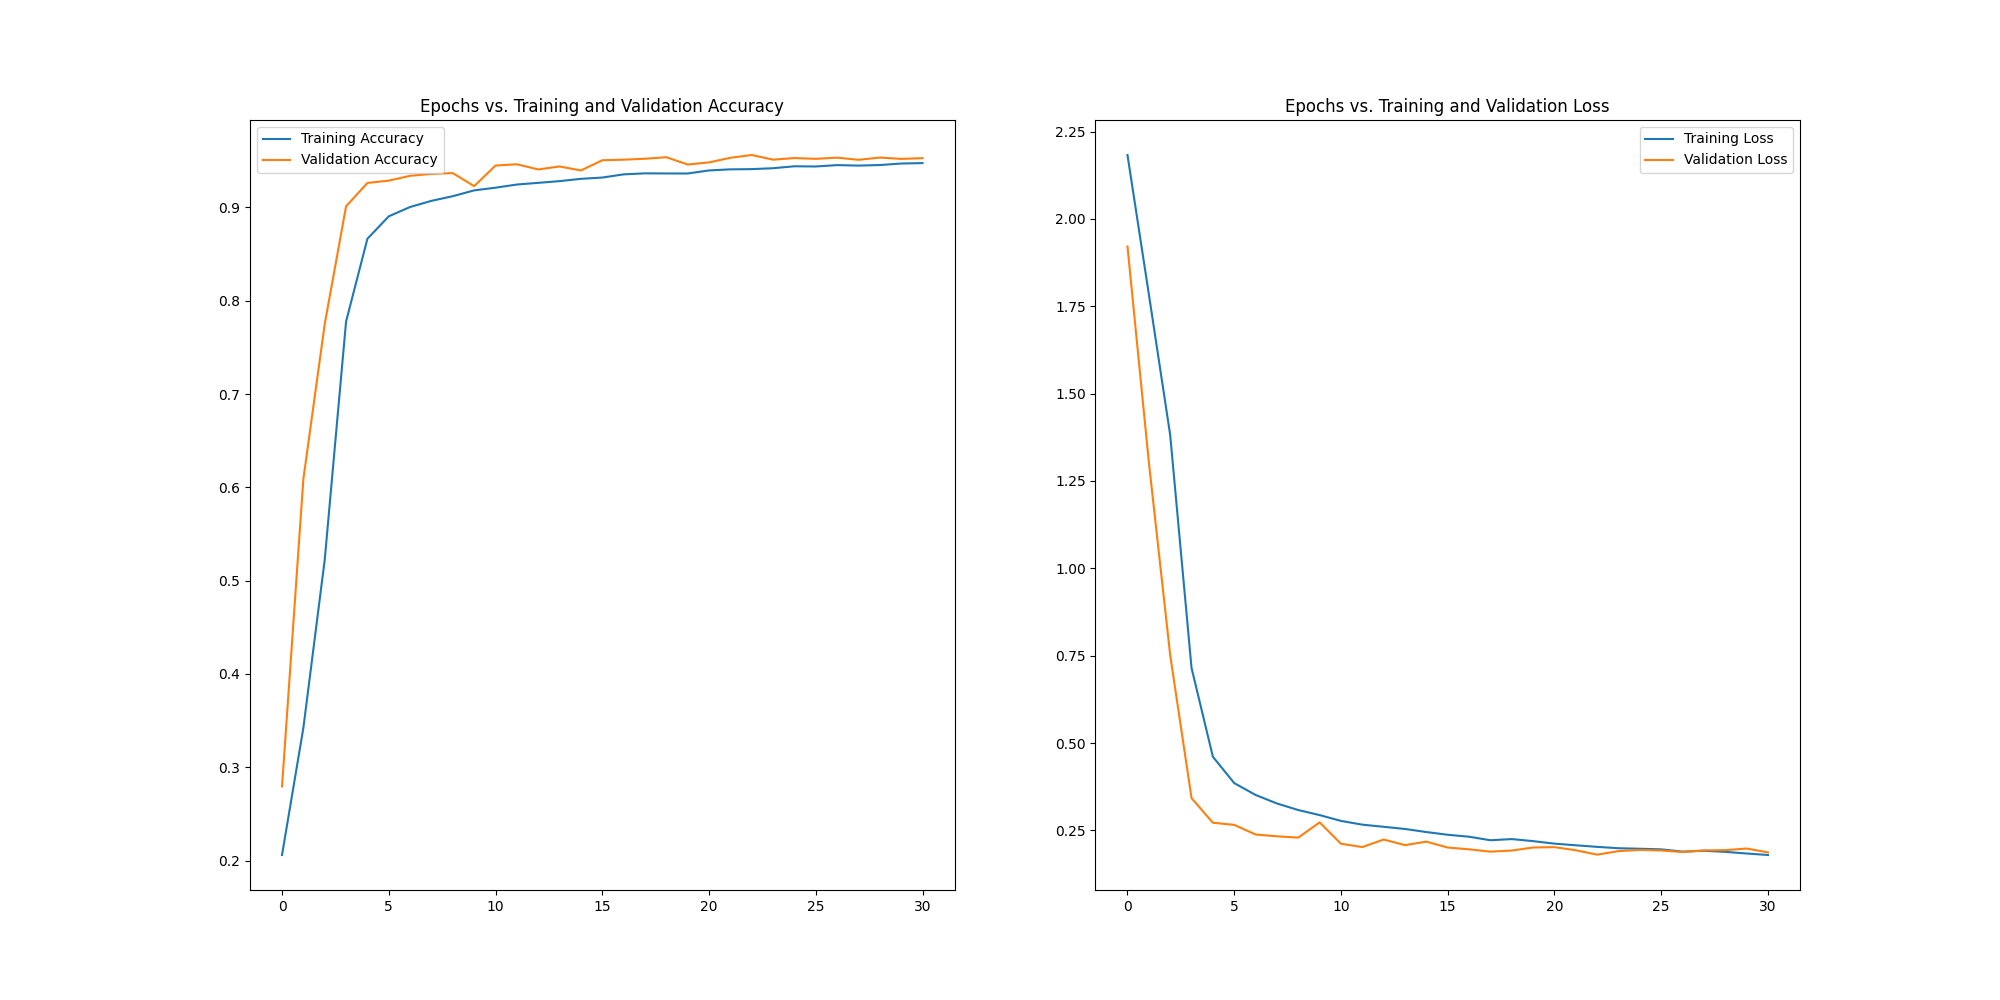 Epochs vs. Training and Validation Accuracy
Training Accuracy
Validation Accuracy
0.9
0.8
0.7
0.6
0.5
0.4
0.3
0.2
0 5 10 15 20 25 30
Epochs vs. Training and Validation Loss
Training Loss
Validation Loss
2.25
2.00
1.75
1.50
1.25
1.00
0.75
0.50
0.25
0 5 10 15 20 25 30